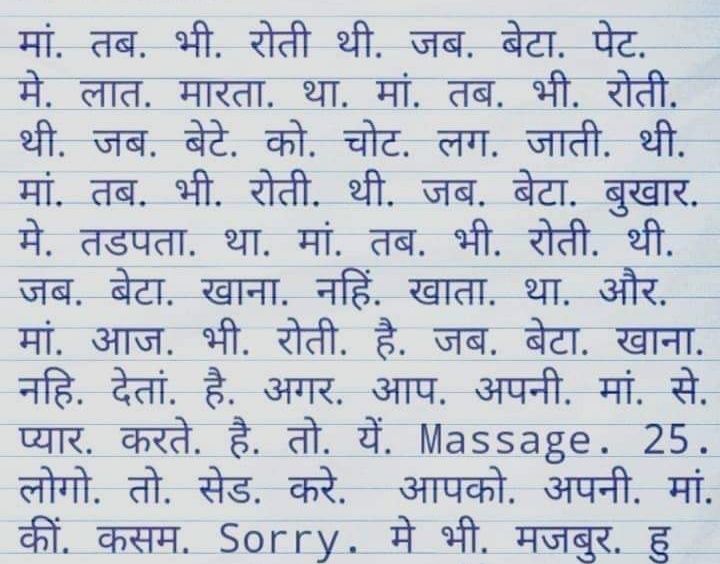 मां. तब. भी. रोती थी. जब. बेटा. पेट.
मे. लात. मारता. था. मां. तब. भी. रोती.
थी. जब. बेटे. को. चोट. लग. जाती. थी.
मां. तब. भी. रोती. थी. जब. बेटा. बुखार.
मे. तडपता. था. मां. तब. भी. रोती. थी.
जब. बेटा. खाना. नहिं. खाता. था. और.
मां. आज. भी. रोती. है. जब. बेटा. खाना.
नहि. देतां. है. अगर. आप. अपनी. मां. से.
प्यार. करते. है. तो. यें. Massage. 25.
लोगो. तो. सेड. करे. आपको. अपनी. मां.
कीं. कसम. Sorry. मे भी. मजबुर. हु